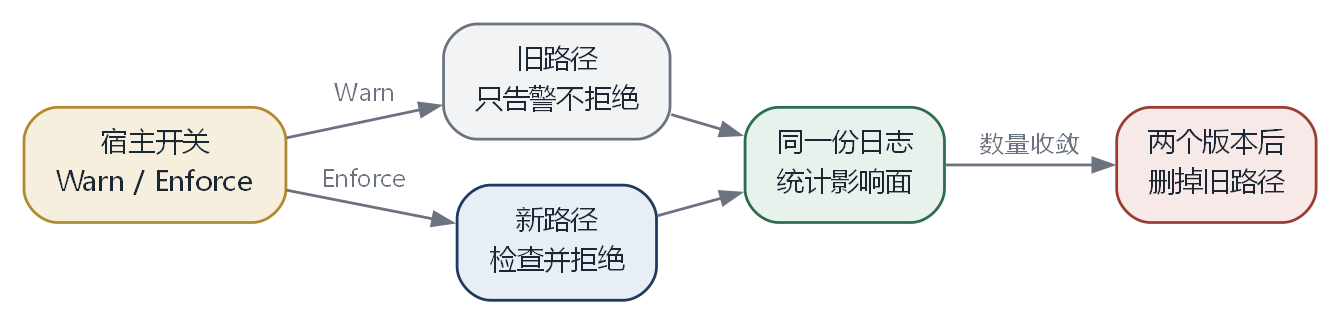 宿主开关
Warn / Enforce
Warn
Enforce
旧路径
只告警不拒绝
新路径
检查并拒绝
同一份日志
统计影响面
数量收敛
两个版本后
删掉旧路径